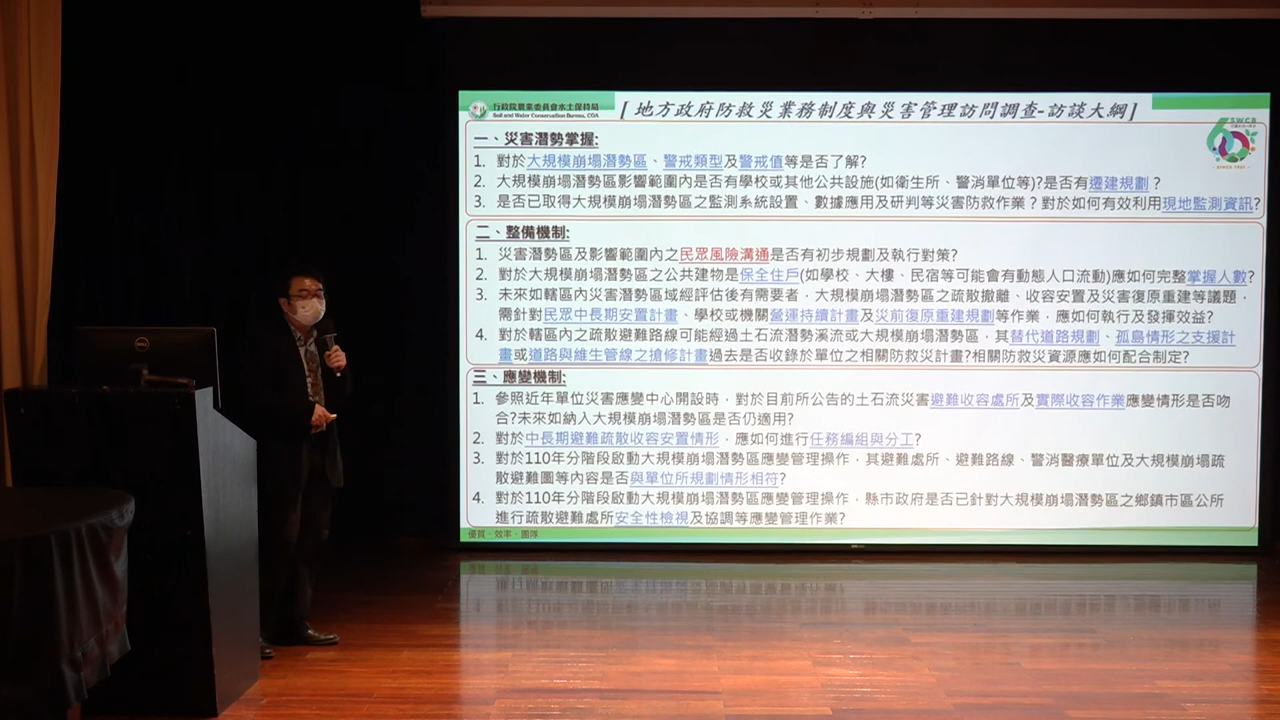 行政院農業委員會水土保持局
Soil and Water Conservation Bureau, COA
[ 地方政府防救災業務制度與災害管理訪問調查-訪談大綱]
SWCB
60
一、災害潛勢掌握:
1. 對於大規模崩塌潛勢區、警戒類型及警戒值等是否了解?
2. 大規模崩塌潛勢區影響範圍內是否有學校或其他公共設施(如衛生所、警消單位等)?是否有遷建規劃？
3. 是否已取得大規模崩塌潛勢區之監測系統設置、數據應用及研判等災害防救作業？對於如何有效利用現地監測資訊?
二、整備機制:
1. 災害潛勢區及影響範圍內之民眾風險溝通是否有初步規劃及執行對策?
2. 對於大規模崩塌潛勢區之公共建物是保全住戶(如學校、大樓、民宿等可能會有動態人口流動)應如何完整掌握人數?
3. 未來如轄區內災害潛勢區域經評估後有需要者，大規模崩塌潛勢區之疏散撤離、收容安置及災害復原重建等議題，
需針對民眾中長期安置計畫、學校或機關營運持續計畫及災前復原重建規劃等作業，應如何執行及發揮效益?
4. 對於轄區內之疏散避難路線可能經過土石流潛勢溪流或大規模崩塌潛勢區，其替代道路規劃、孤島情形之支援計
畫或道路與維生管線之搶修計畫過去是否收錄於單位之相關防救災計畫?相關防救災資源應如何配合制定?
三、應變機制:
1. 參照近年單位災害應變中心開設時，對於目前所公告的土石流災害避難收容處所及實際收容作業應變情形是否吻
合?未來如納入大規模崩塌潛勢區是否仍適用?
2. 對於中長期避難疏散收容安置情形，應如何進行任務編組與分工?
3. 對於110年分階段啟動大規模崩塌潛勢區應變管理操作，其避難處所、避難路線、警消醫療單位及大規模崩塌疏
散避難圖等內容是否與單位所規劃情形相符?
4. 對於110年分階段啟動大規模崩塌潛勢區應變管理操作，縣市政府是否已針對大規模崩塌潛勢區之鄉鎮市區公所
進行疏散避難處所安全性檢視及協調等應變管理作業?
優質．效率．團隊
DELL